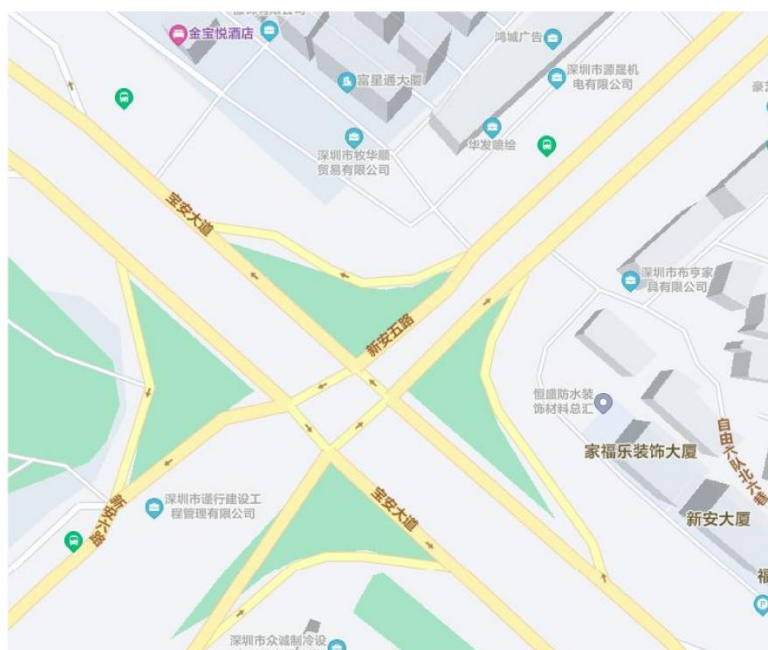 金宝悦酒店
鸿城广告
富星通大厦
深圳市源晟机
电有限公司
深圳市牧华顺
贸易有限公司
华发喷绘
宝安大道
深圳市布亨家
具有限公司
新安五路
恒盛防水装
饰材料总汇
家福乐装饰大厦
自由六队北六巷
新安六路
深圳市谨行建设工
程管理有限公司
宝安大道
新安大厦
福
P
深圳市众诚制冷设